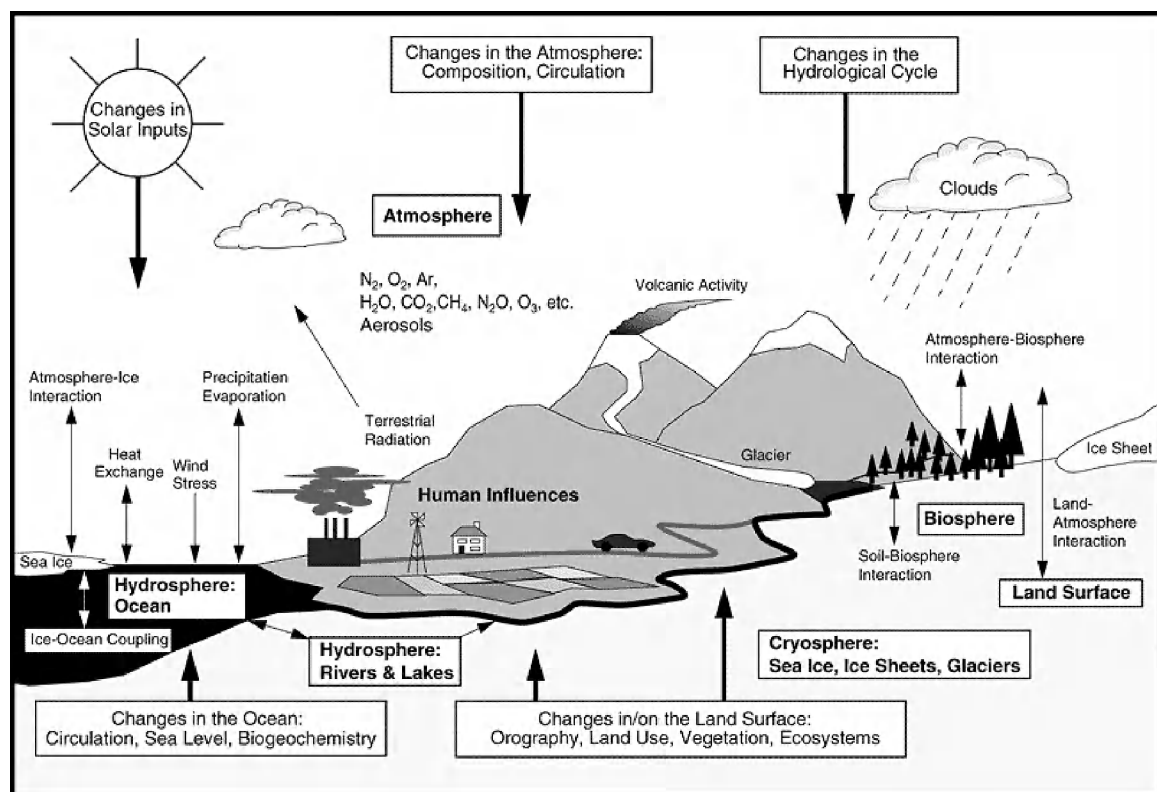 Changes in the Atmosphere:
Composition, Circulation
Changes in the
Hydrological Cycle
Changes in
Solar Inputs
Clouds
Atmosphere
N₂, O₂, Ar,
H₂O, CO₂,CH₄, N₂O, O₃, etc.
Aerosols
Volcanic Activity
Atmosphere-Biosphere
Interaction
Atmosphere-Ice
Interaction
Precipitation
Evaporation
Terrestrial
Radiation
Heat
Exchange
Wind
Stress
Glacier
Ice Sheet
Human Influences
Biosphere
Land-
Atmosphere
Interaction
Soil-Biosphere
Interaction
Sea Ice
Hydrosphere:
Ocean
Land Surface
Ice-Ocean Coupling
Hydrosphere:
Rivers & Lakes
Cryosphere:
Sea Ice, Ice Sheets, Glaciers
Changes in the Ocean:
Circulation, Sea Level, Biogeochemistry
Changes in/on the Land Surface:
Orography, Land Use, Vegetation, Ecosystems